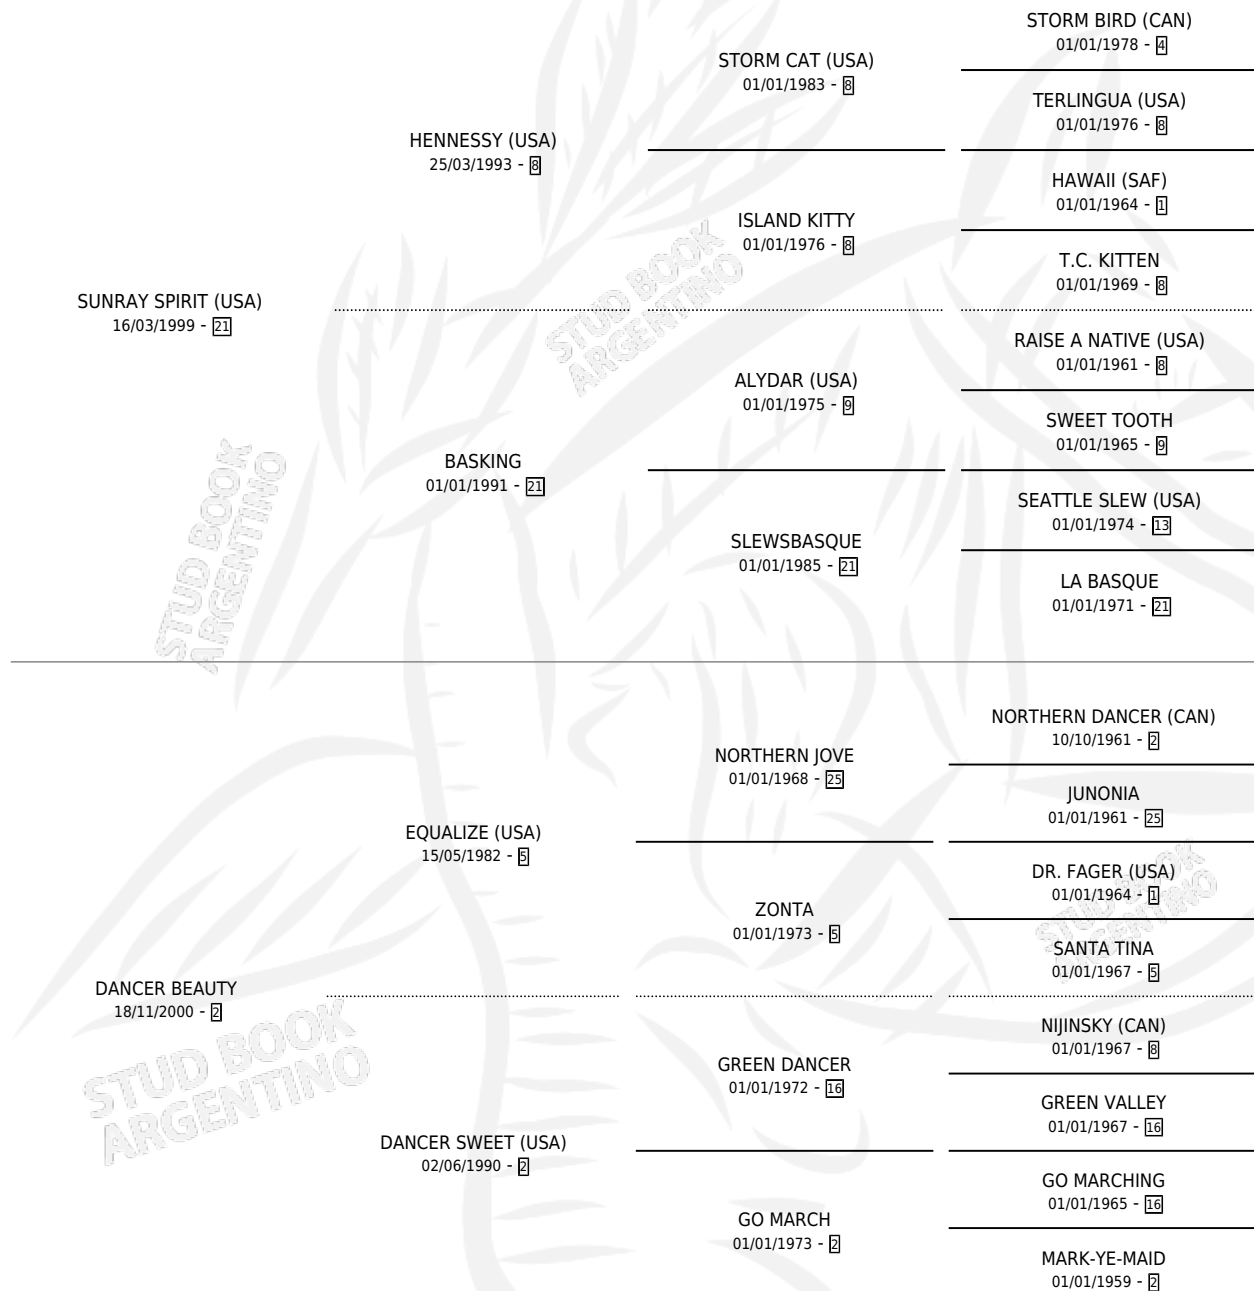 STORM BIRD (CAN)
01/01/1978 - 4
STORM CAT (USA)
01/01/1983 - 8
TERLINGUA (USA)
01/01/1976 - 8
HENNESSY (USA)
25/03/1993 - 8
HAWAII (SAF)
01/01/1964 - 1
ISLAND KITTY
01/01/1976 - 8
T.C. KITTEN
01/01/1969 - 8
SUNRAY SPIRIT (USA)
16/03/1999 - 21
RAISE A NATIVE (USA)
01/01/1961 - 8
ALYDAR (USA)
01/01/1975 - 9
SWEET TOOTH
01/01/1965 - 9
BASKING
01/01/1991 - 21
SEATTLE SLEW (USA)
01/01/1974 - 13
SLEWSBASQUE
01/01/1985 - 21
LA BASQUE
01/01/1971 - 21
NORTHERN DANCER (CAN)
10/10/1961 - 2
NORTHERN JOVE
01/01/1968 - 25
JUNONIA
01/01/1961 - 25
EQUALIZE (USA)
15/05/1982 - 5
DR. FAGER (USA)
01/01/1964 - 1
ZONTA
01/01/1973 - 5
SANTA TINA
01/01/1967 - 5
DANCER BEAUTY
18/11/2000 - 2
NIJINSKY (CAN)
01/01/1967 - 8
GREEN DANCER
01/01/1972 - 16
GREEN VALLEY
01/01/1967 - 16
DANCER SWEET (USA)
02/06/1990 - 2
GO MARCHING
01/01/1965 - 16
GO MARCH
01/01/1973 - 2
MARK-YE-MAID
01/01/1959 - 2
STUD BOOK
ARGENTINO
STUD BOOK
ARGENTINO
STUD BOOK
ARGENTINO
STUD BOOK
ARGENTINO